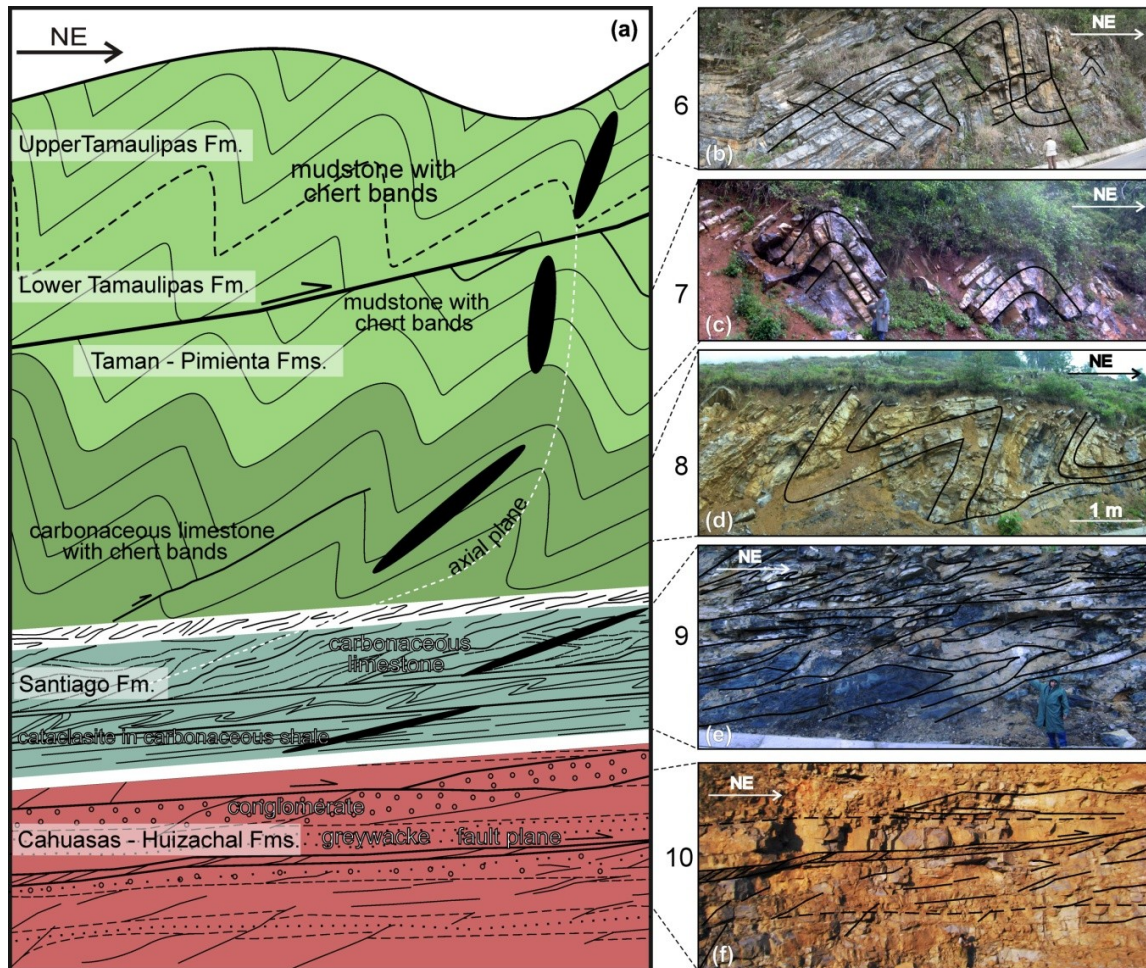 (a)
NE
UpperTamaulipas Fm.
mudstone with
chert bands
Lower Tamaulipas Fm.
mudstone with
chert bands
Taman - Pimienta Fms.
carbonaceous limestone
with chert bands
axial plane
carbonaceous
limestone
Santiago Fm.
cataclasite in carbonaceous shale
conglomerate
Cahuasas - Huizachal Fms.
greywacke
fault plane
6
NE
(b)
7
NE
(c)
8
NE
1 m
(d)
9
NE
(e)
10
NE
(f)